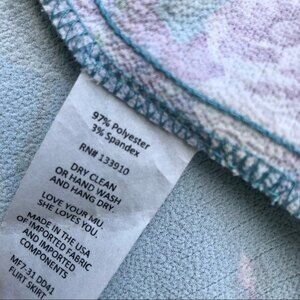 97% Polyester
3% Spandex
RN# 133910
DRY CLEAN
OR HAND WASH
AND HANG DRY.
LOVE YOUR MU.
SHE LOVES YOU
MADE IN THE USA
OF IMPORTED FABRIC
AND IMPORTED
COMPONENTS
MF7-31 D041
FLIRT SKIRT